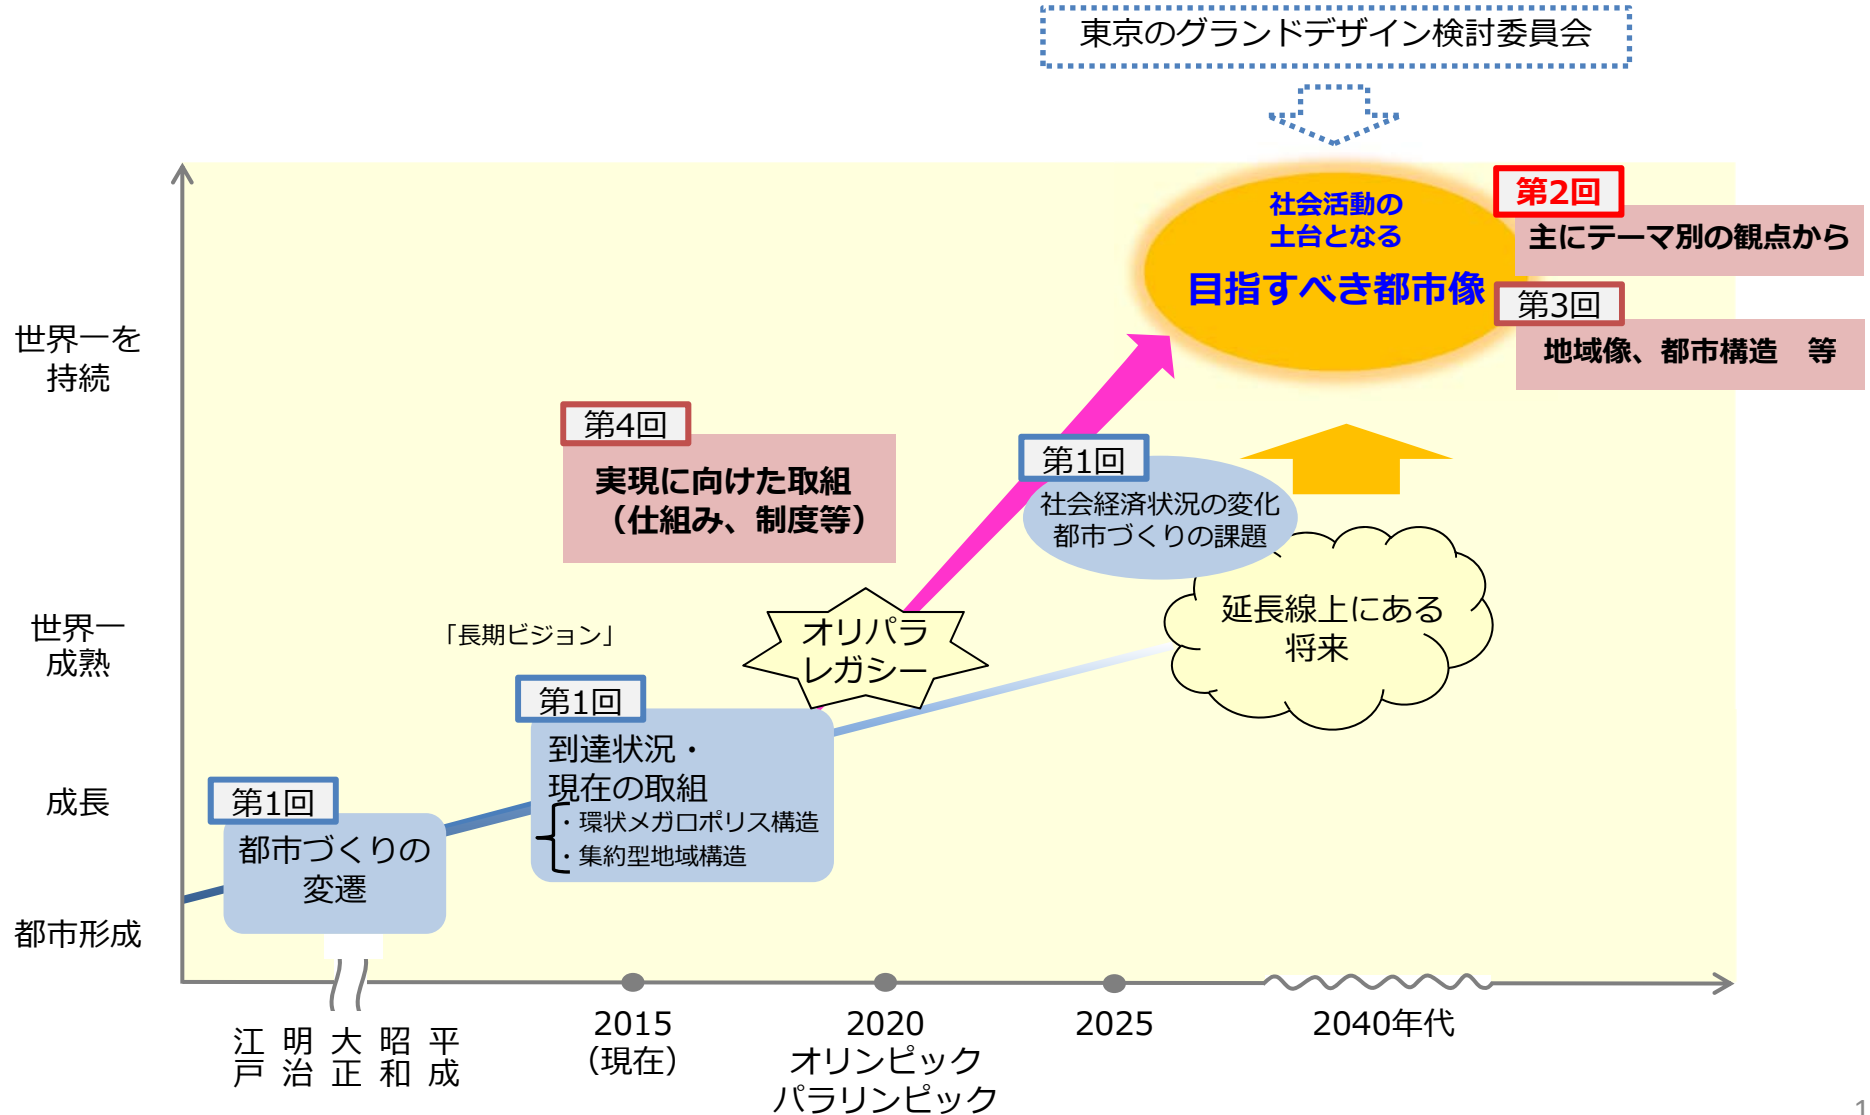 東京のグランドデザイン検討委員会
社会活動の
土台となる
目指すべき都市像
第2回
主にテーマ別の観点から
第3回
地域像、都市構造　等
世界一を
持続
第4回
実現に向けた取組
（仕組み、制度等）
第1回
社会経済状況の変化
都市づくりの課題
延長線上にある
将来
世界一
成熟
「長期ビジョン」
オリパラ
レガシー
第1回
到達状況・
現在の取組
・環状メガロポリス構造
・集約型地域構造
成長
第1回
都市づくりの
変遷
都市形成
江戸
明治
大正
昭和
平成
2015
（現在）
2020
オリンピック
パラリンピック
2025
2040年代
1